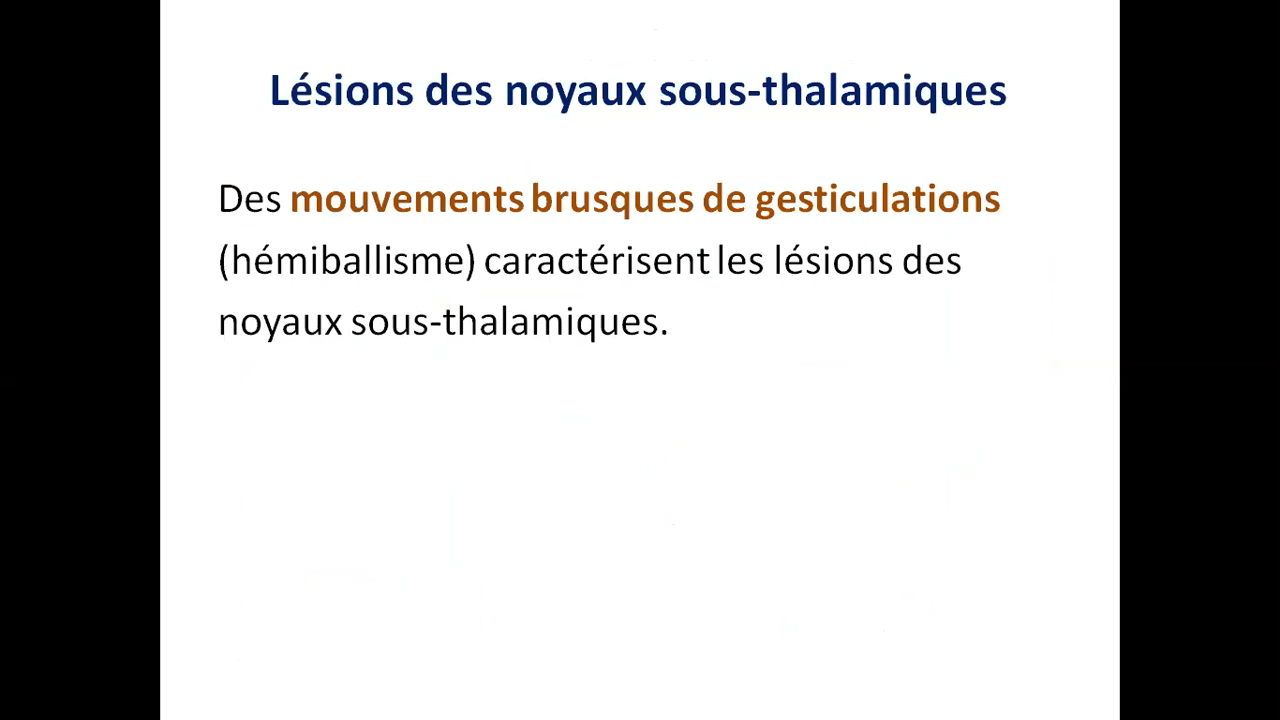 Lésions des noyaux sous-thalamiques
Des mouvements brusques de gesticulations
(hémiballisme) caractérisent les lésions des
noyaux sous-thalamiques.